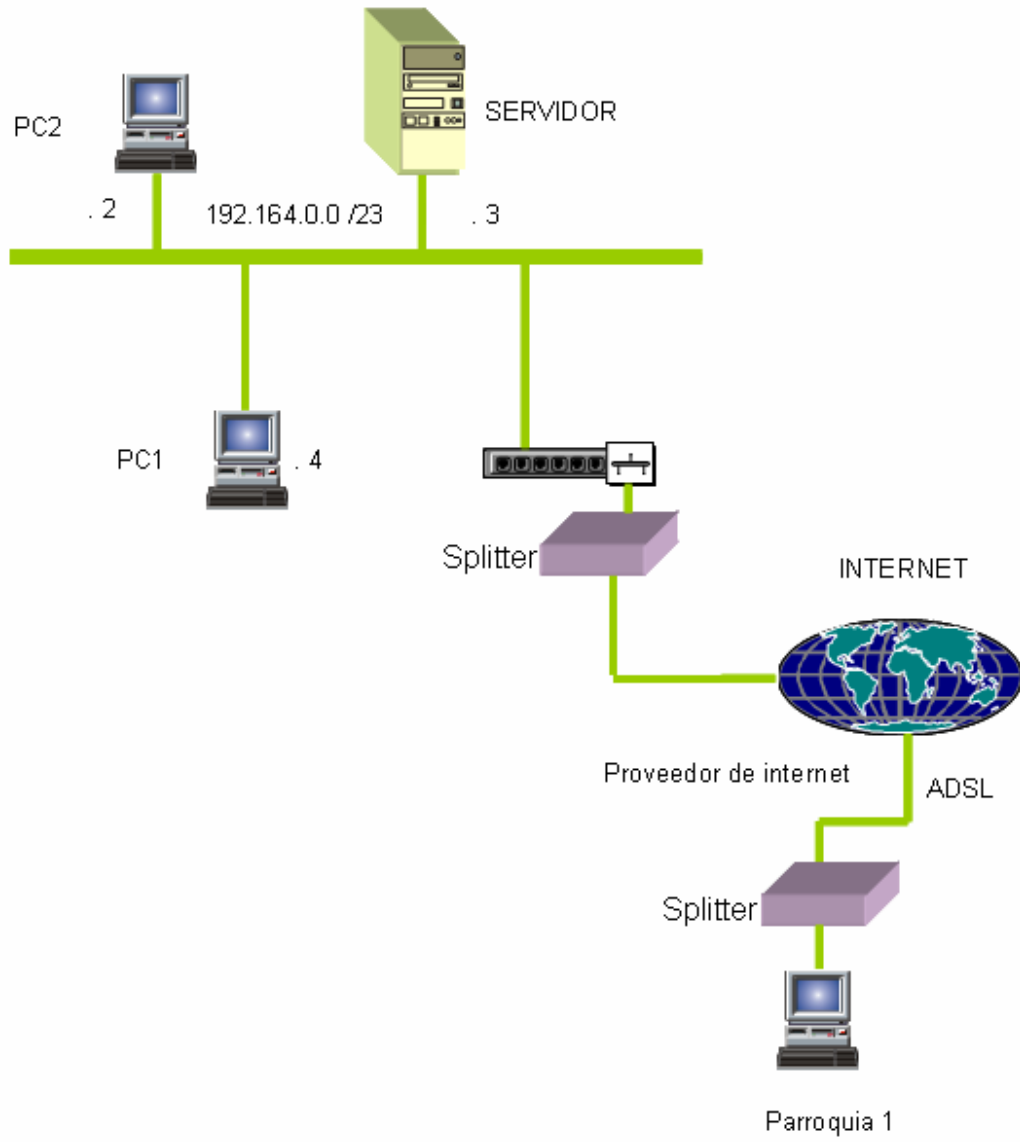 SERVIDOR
PC2
. 2
192.164.0.0 /23
. 3
PC1
. 4
Splitter
INTERNET
Proveedor de internet
ADSL
Splitter
Parroquia 1